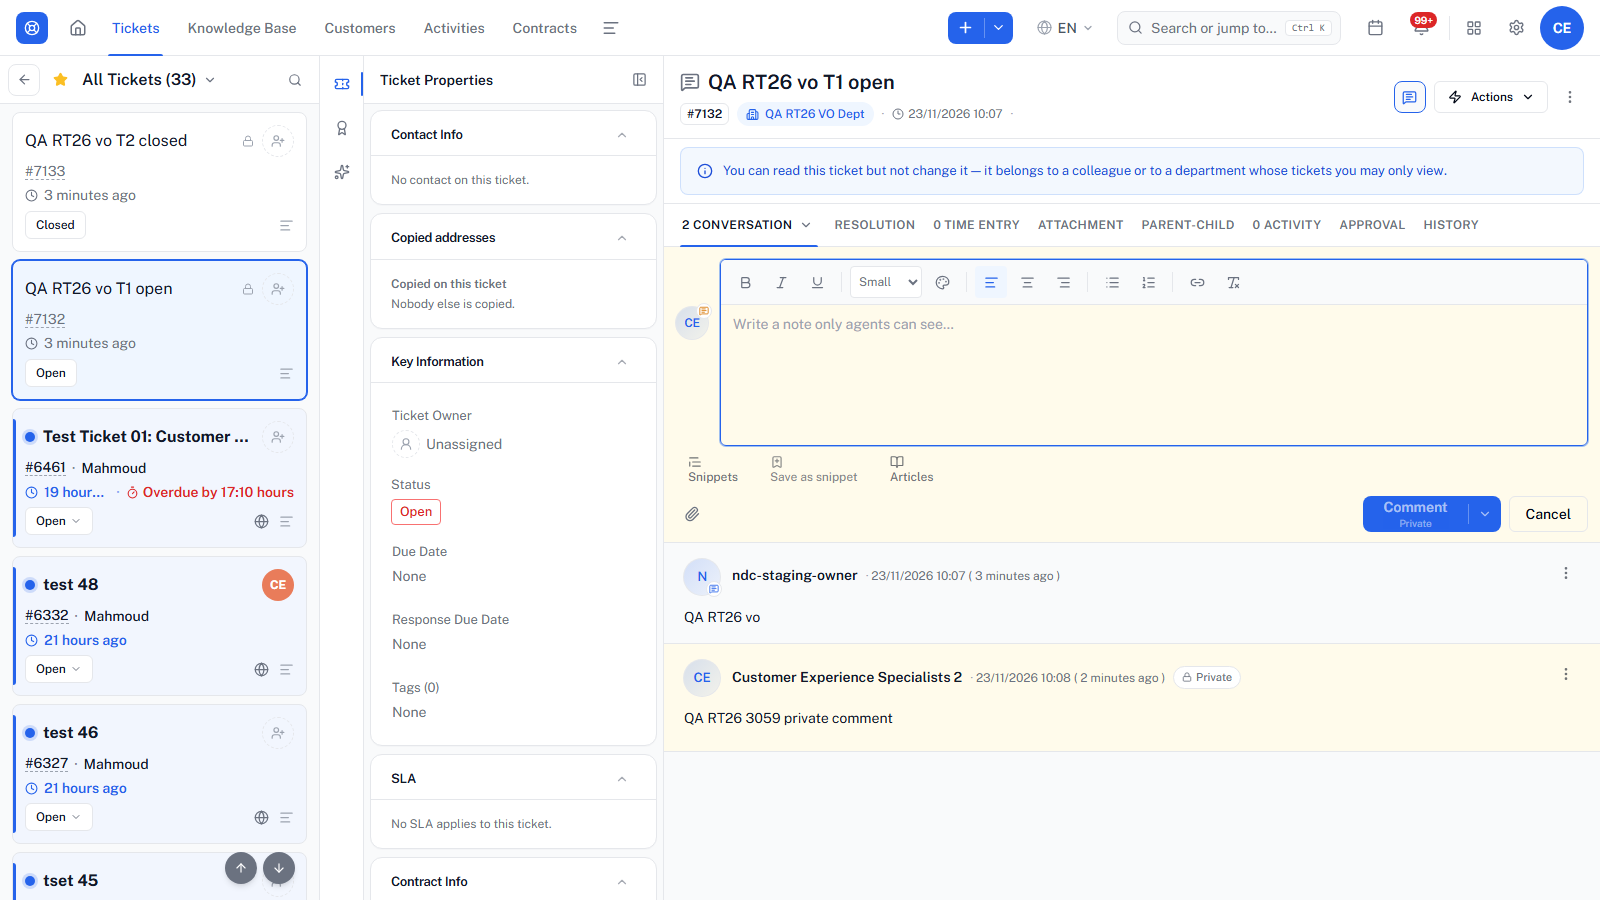 Tickets
Knowledge Base
Customers
Activities
Contracts
EN
Search or jump to...
Ctrl K
99+
CE
All Tickets (33)
QA RT26 vo T2 closed
#7133
3 minutes ago
Closed
QA RT26 vo T1 open
#7132
3 minutes ago
Open
Test Ticket 01: Customer ...
#6461 · Mahmoud
19 hour... · Overdue by 17:10 hours
Open
test 48
CE
#6332 · Mahmoud
21 hours ago
Open
test 46
#6327 · Mahmoud
21 hours ago
Open
tset 45
Ticket Properties
Contact Info
No contact on this ticket.
Copied addresses
Copied on this ticket
Nobody else is copied.
Key Information
Ticket Owner
Unassigned
Status
Open
Due Date
None
Response Due Date
None
Tags (0)
None
SLA
No SLA applies to this ticket.
Contract Info
QA RT26 vo T1 open
#7132
QA RT26 VO Dept
· 23/11/2026 10:07 ·
Actions
You can read this ticket but not change it — it belongs to a colleague or to a department whose tickets you may only view.
2 CONVERSATION
RESOLUTION
0 TIME ENTRY
ATTACHMENT
PARENT-CHILD
0 ACTIVITY
APPROVAL
HISTORY
B
I
U
Small
CE
Write a note only agents can see...
Snippets
Save as snippet
Articles
Comment
Private
Cancel
N
ndc-staging-owner · 23/11/2026 10:07 ( 3 minutes ago )
QA RT26 vo
CE
Customer Experience Specialists 2 · 23/11/2026 10:08 ( 2 minutes ago ) Private
QA RT26 3059 private comment